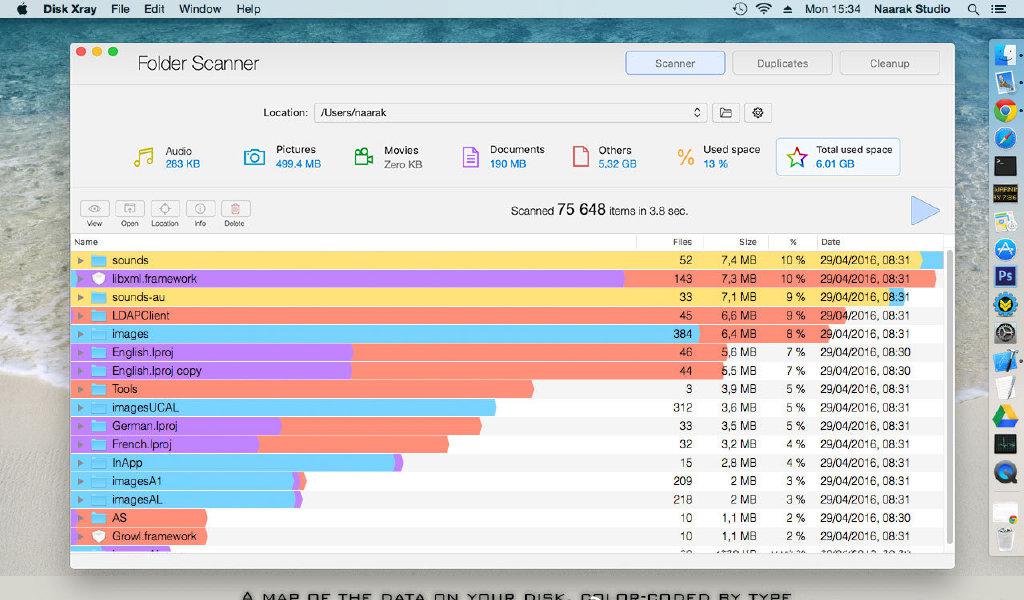 Disk Xray File Edit Window Help Mon 15:34 Naarak Studio
Folder Scanner Scanner Duplicates Cleanup
Location: /Users/naarak
Audio 283 KB
Pictures 499.4 MB
Movies Zero KB
Documents 190 MB
Others 5.32 GB
Used space 13 %
Total used space 6.01 GB
View Open Location Info Delete
Scanned 75 648 items in 3.8 sec.
Name Files Size % Date
sounds 52 7,4 MB 10 % 29/04/2016, 08:31
libxml.framework 143 7,3 MB 10 % 29/04/2016, 08:31
sounds-au 33 7,1 MB 9 % 29/04/2016, 08:31
LDAPClient 45 6,6 MB 9 % 29/04/2016, 08:31
images 384 6,4 MB 8 % 29/04/2016, 08:31
English.lproj 46 5,6 MB 7 % 29/04/2016, 08:30
English.lproj copy 44 5,5 MB 7 % 29/04/2016, 08:30
Tools 3 3,9 MB 5 % 29/04/2016, 08:31
imagesUCAL 312 3,6 MB 5 % 29/04/2016, 08:31
German.lproj 33 3,5 MB 5 % 29/04/2016, 08:31
French.lproj 32 3,2 MB 4 % 29/04/2016, 08:31
InApp 15 2,8 MB 4 % 29/04/2016, 08:31
imagesA1 209 2 MB 3 % 29/04/2016, 08:31
imagesAL 218 2 MB 3 % 29/04/2016, 08:31
AS 10 1,1 MB 2 % 29/04/2016, 08:30
Growl.framework 10 1,1 MB 2 % 29/04/2016, 08:31
A map of the data on your disk, color-coded by type
Ps